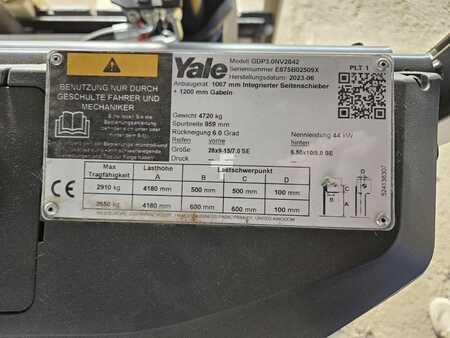 Yale
Modell GDP3.0NV2842
Seriennummer E875B02509X
Herstellungsdatum 2023-06
PLT 1
Anbaugerät 1067 mm Integrierter Seitenschieber
+ 1200 mm Gabeln
BENUTZUNG NUR DURCH
GESCHULTE FAHRER UND
MECHANIKER
Gewicht 4720 kg
Spurbreite 959 mm
Rückneigung 6.0 Grad
Nennleistung 44 kW
Reifen vorne hinten
Größe 28x9-15/7.0 SE 6.50x10/5.0 SE
Druck
Max Tragfähigkeit Lasthöhe Lastschwerpunkt
A B C D
2910 kg 4180 mm 500 mm 500 mm 100 mm
2650 kg 4180 mm 600 mm 600 mm 100 mm
CE
524138307
A B C D